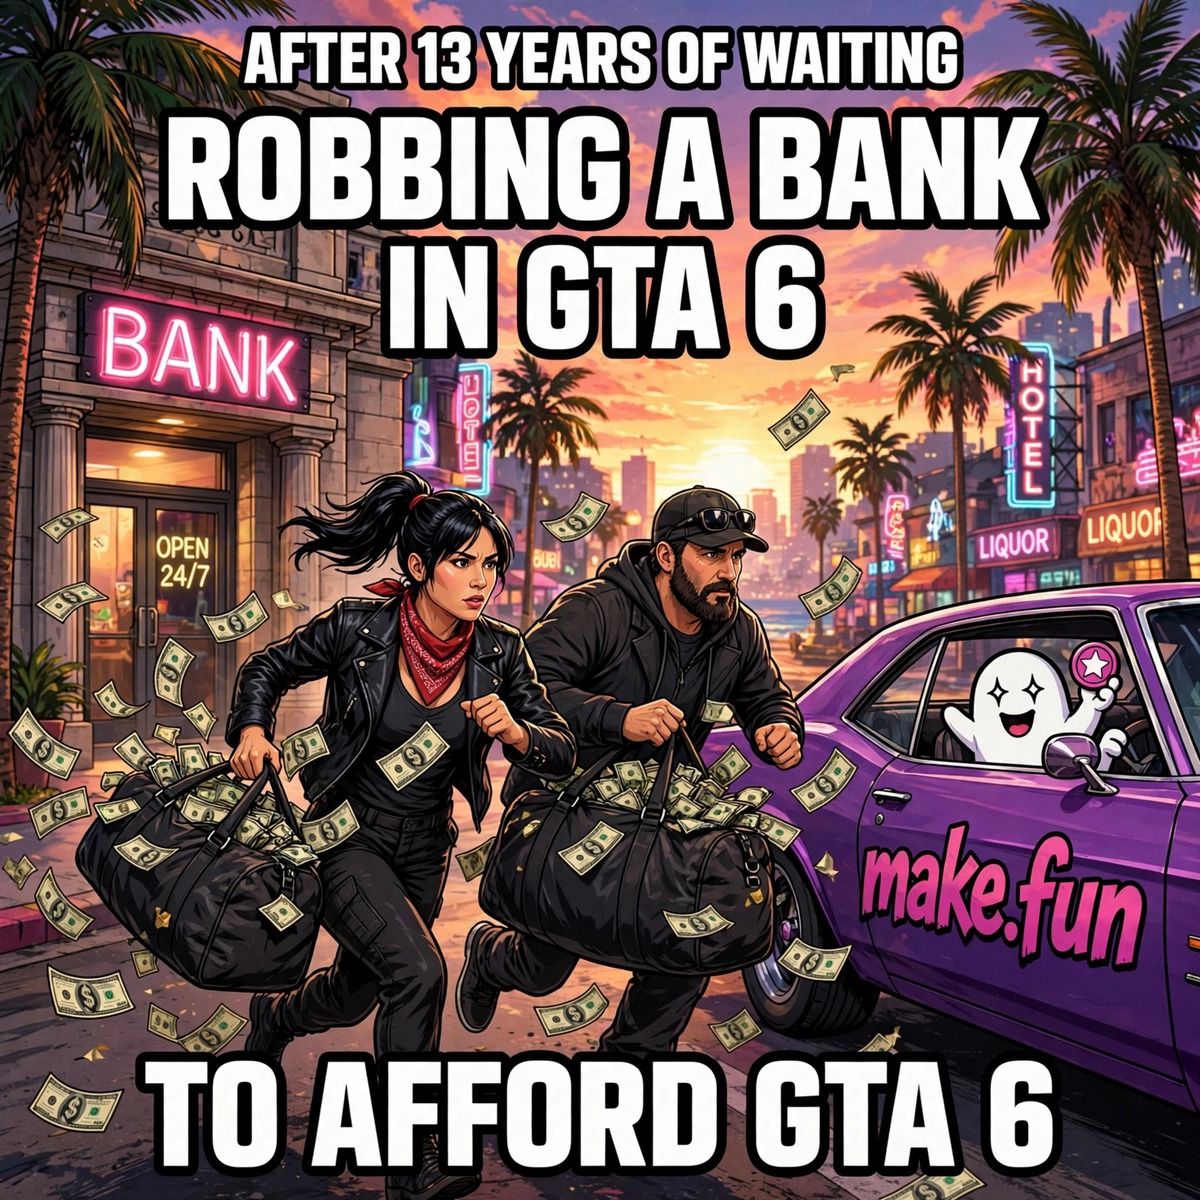 AFTER 13 YEARS OF WAITING
ROBBING A BANK
IN GTA 6
BANK
HOTEL
HOTEL
OPEN
24/7
LIQUOR
LIQUOR
make.fun
TO AFFORD GTA 6